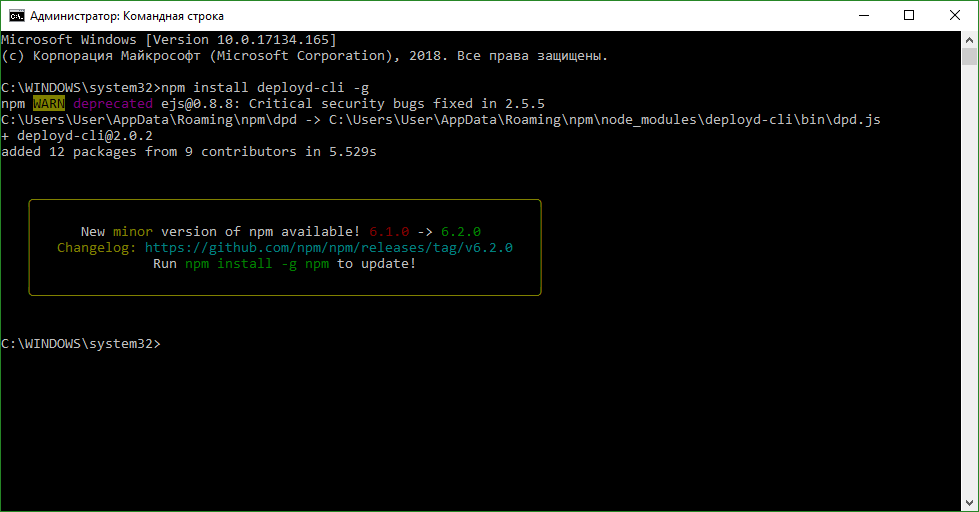 Администратор: Командная строка
Microsoft Windows [Version 10.0.17134.165]
(c) Корпорация Майкрософт (Microsoft Corporation), 2018. Все права защищены.
C:\WINDOWS\system32>npm install deployd-cli -g
npm WARN deprecated ejs@0.8.8: Critical security bugs fixed in 2.5.5
C:\Users\User\AppData\Roaming\npm\dpd -> C:\Users\User\AppData\Roaming\npm\node_modules\deployd-cli\bin\dpd.js
+ deployd-cli@2.0.2
added 12 packages from 9 contributors in 5.529s
New minor version of npm available! 6.1.0 -> 6.2.0
Changelog: https://github.com/npm/npm/releases/tag/v6.2.0
Run npm install -g npm to update!
C:\WINDOWS\system32>